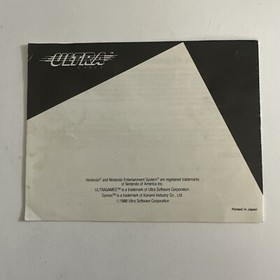 ULTRA
Nintendo® and Nintendo Entertainment System® are registered trademarks
of Nintendo of America Inc.
ULTRAGAMES™ is a trademark of Ultra Software Corporation.
is a trademark of Konami Industry Co., Ltd.
© 1988 Ultra Software Corporation
Printed in Japan